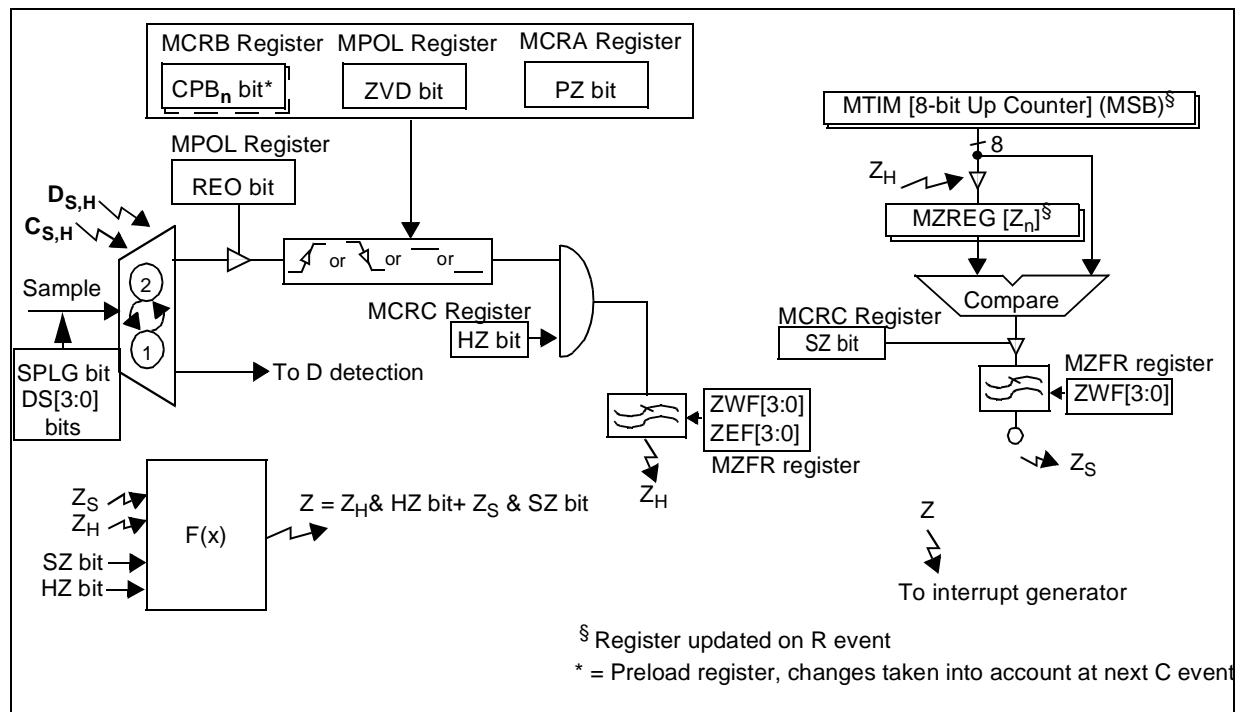 MCRB Register
MPOL Register
MCRA Register
CPBn bit*
ZVD bit
PZ bit
MPOL Register
REO bit
DS,H
CS,H
Sample
2
1
SPLG bit
DS[3:0]
bits
or
or
or
To D detection
MCRC Register
HZ bit
ZWF[3:0]
ZEF[3:0]
MZFR register
ZH
MTIM [8-bit Up Counter] (MSB)§
8
ZH
MZREG [Zn]§
Compare
MCRC Register
SZ bit
MZFR register
ZWF[3:0]
ZS
ZS
ZH
SZ bit
HZ bit
F(x)
Z = ZH& HZ bit+ ZS & SZ bit
Z
To interrupt generator
§ Register updated on R event
* = Preload register, changes taken into account at next C event